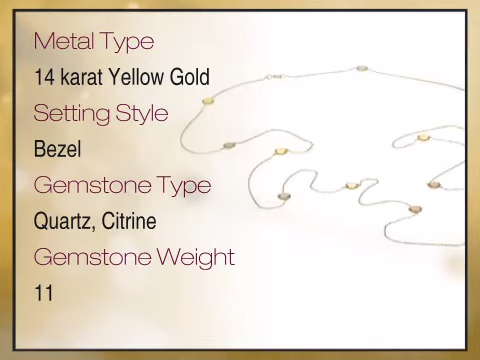 Metal Type
14 karat Yellow Gold
Setting Style
Bezel
Gemstone Type
Quartz, Citrine
Gemstone Weight
11